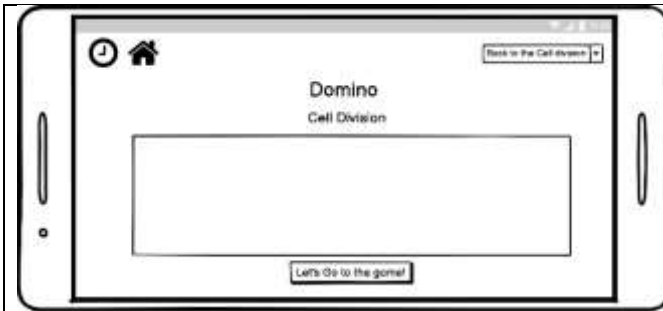 Back to the Cell division
Domino
Cell Division
Let's Go to the game!